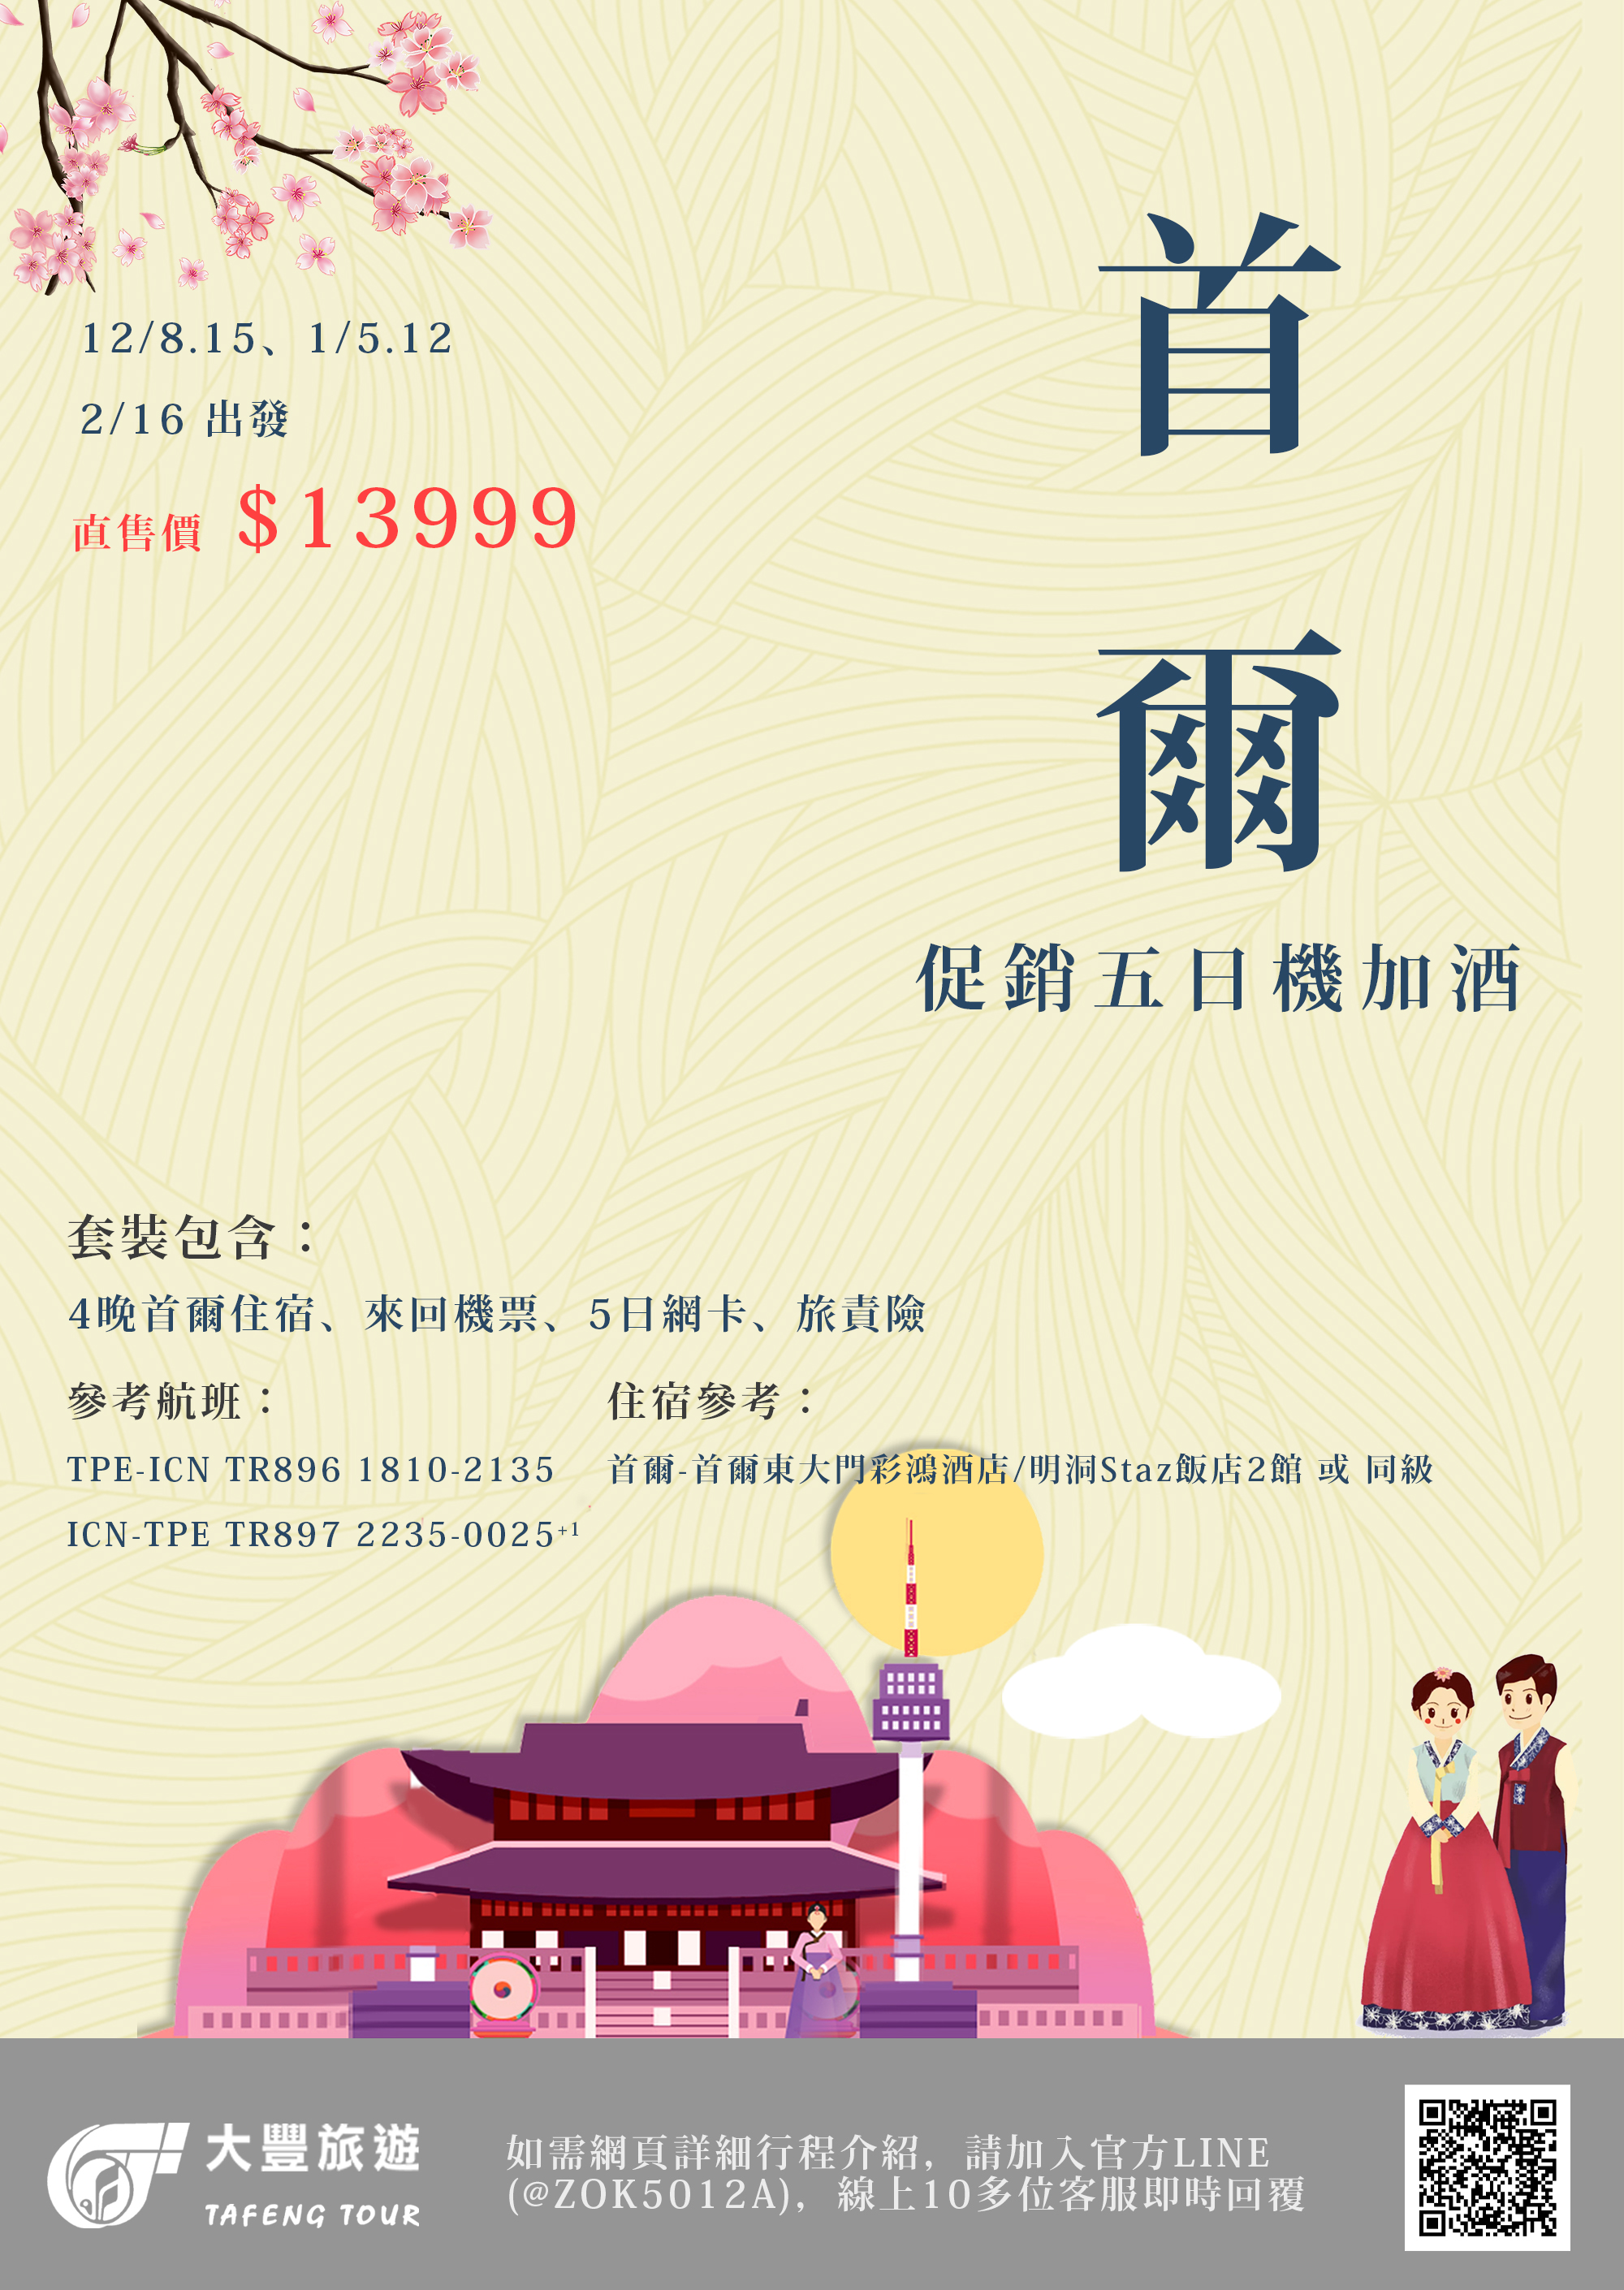 12/8.15、1/5.12
2/16 出發
直售價 $13999
首
爾
促銷五日機加酒
套裝包含：
4晚首爾住宿、來回機票、5日網卡、旅責險
參考航班：
TPE-ICN TR896 1810-2135
ICN-TPE TR897 2235-0025+1
住宿參考：
首爾-首爾東大門彩鴻酒店/明洞Staz飯店2館 或 同級
大豐旅遊
TAFENG TOUR
如需網頁詳細行程介紹，請加入官方LINE
(@ZOK5012A)，線上10多位客服即時回覆